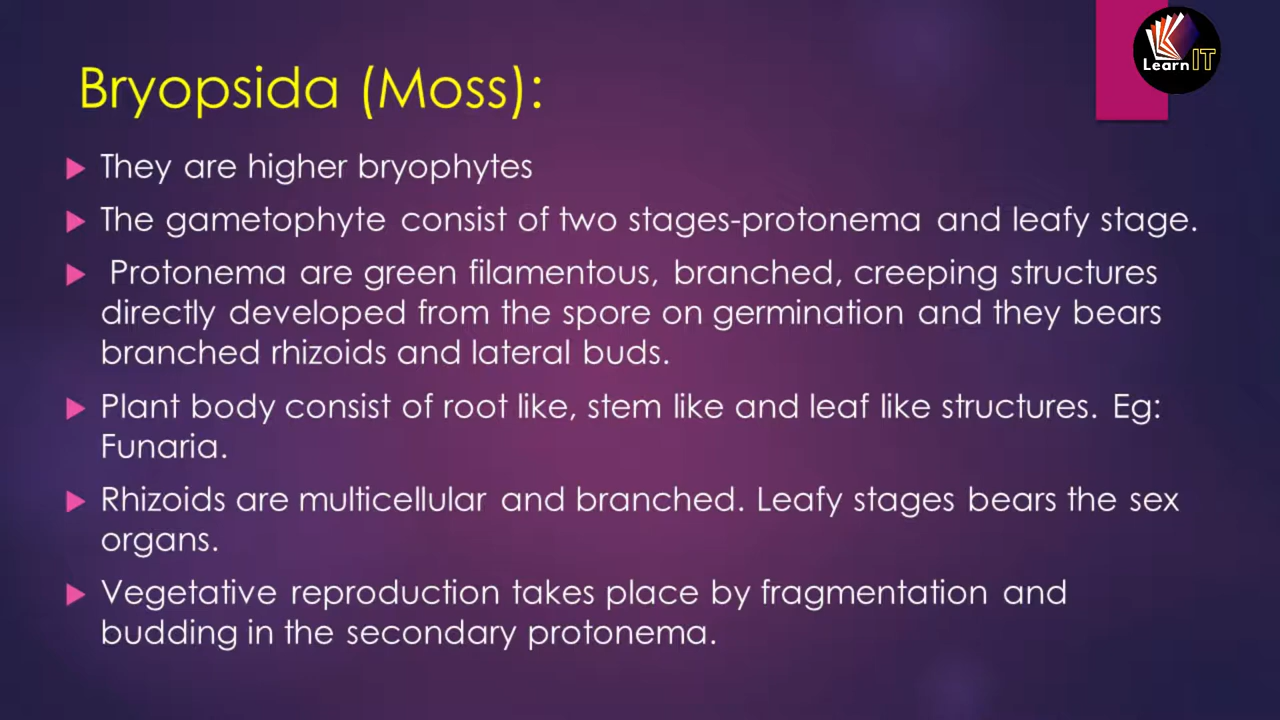 Learn IT
Bryopsida (Moss):
They are higher bryophytes
The gametophyte consist of two stages-protonema and leafy stage.
Protonema are green filamentous, branched, creeping structures
directly developed from the spore on germination and they bears
branched rhizoids and lateral buds.
Plant body consist of root like, stem like and leaf like structures. Eg:
Funaria.
Rhizoids are multicellular and branched. Leafy stages bears the sex
organs.
Vegetative reproduction takes place by fragmentation and
budding in the secondary protonema.